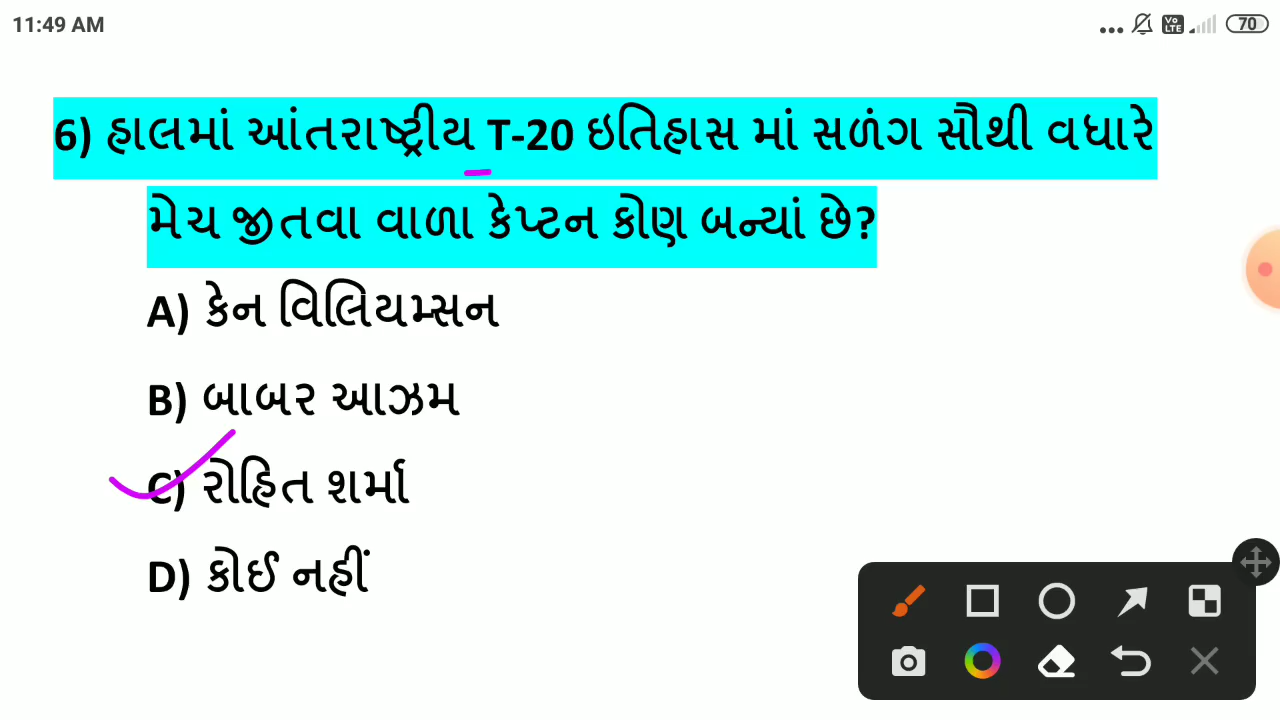 11:49 AM
70
6) હાલમાં આંતરાષ્ટ્રીય T-20 ઇતિહાસ માં સળંગ સૌથી વધારે
મેચ જીતવા વાળા કેપ્ટન કોણ બન્યાં છે?
A) કેન વિલિયમ્સન
B) બાબર આઝમ
C) રોહિત શર્મા
D) કોઈ નહીં